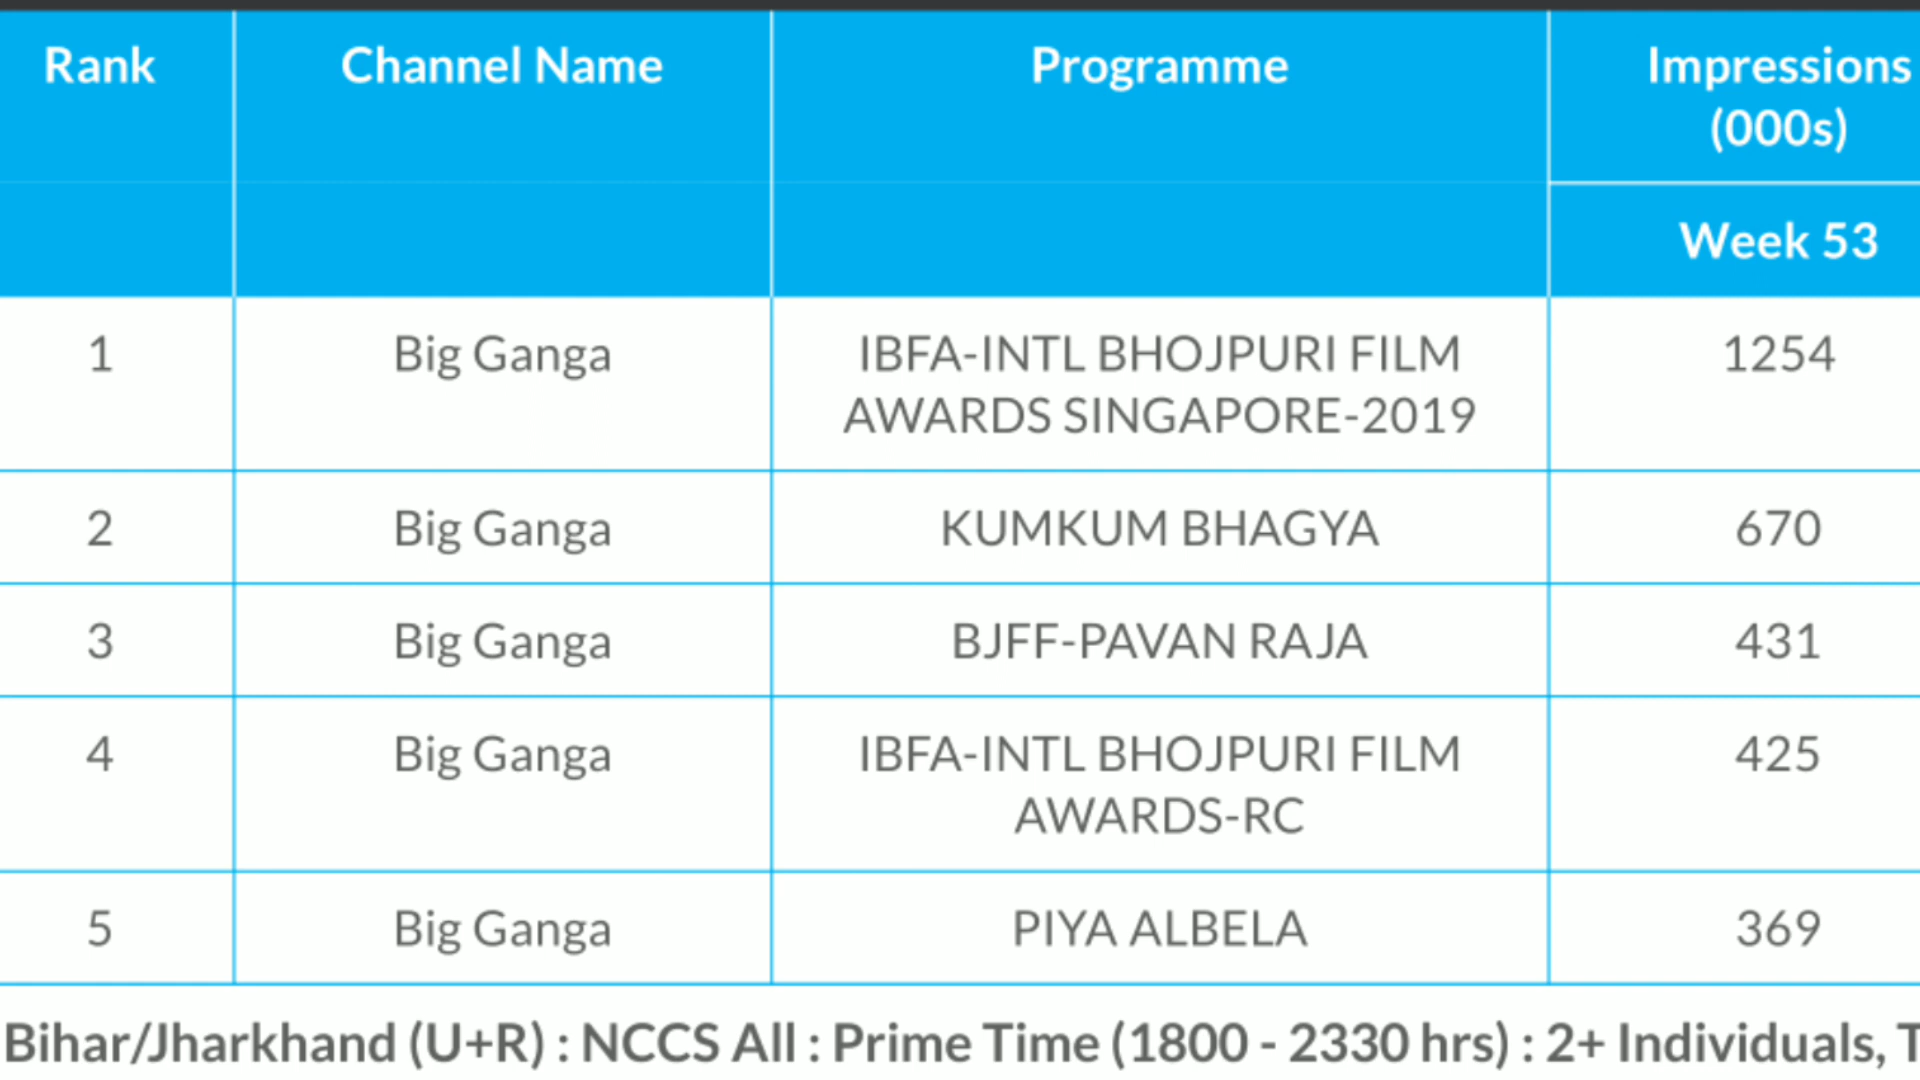 Rank Channel Name Programme Impressions
(000s)
Week 53
1 Big Ganga IBFA-INTL BHOJPURI FILM 1254
AWARDS SINGAPORE-2019
2 Big Ganga KUMKUM BHAGYA 670
3 Big Ganga BJFF-PAVAN RAJA 431
4 Big Ganga IBFA-INTL BHOJPURI FILM 425
AWARDS-RC
5 Big Ganga PIYA ALBELA 369
Bihar/Jharkhand (U+R) : NCCS All : Prime Time (1800 - 2330 hrs) : 2+ Individuals,